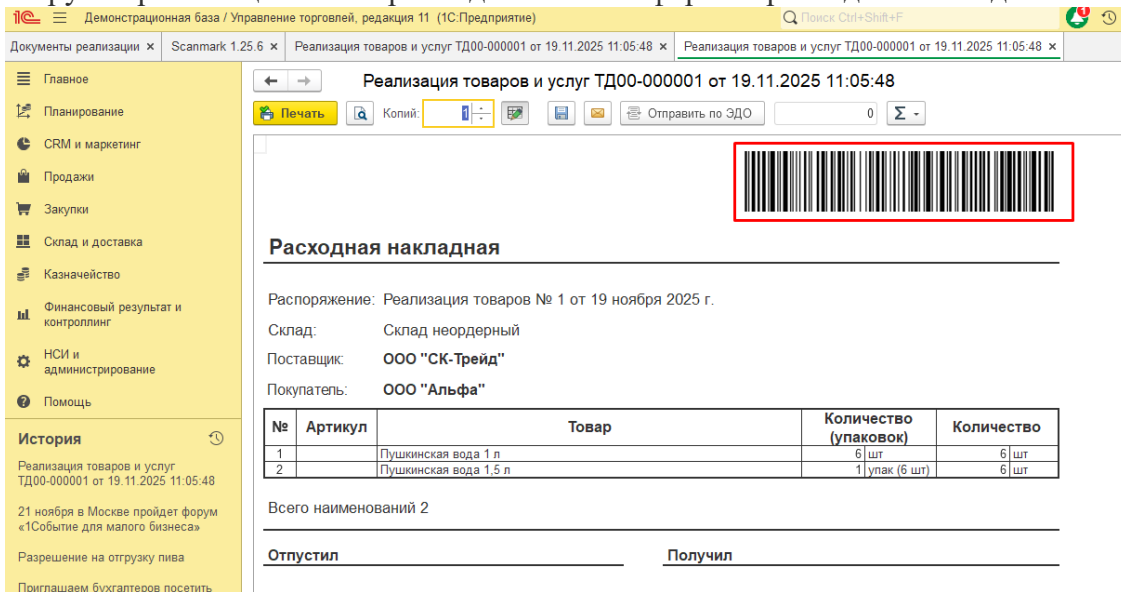 1С Демонстрационная база / Управление торговлей, редакция 11 (1С:Предприятие) Поиск Ctrl+Shift+F
Документы реализации × Scanmark 1.25.6 × Реализация товаров и услуг ТД00-000001 от 19.11.2025 11:05:48 × Реализация товаров и услуг ТД00-000001 от 19.11.2025 11:05:48 ×
Главное
Планирование
CRM и маркетинг
Продажи
Закупки
Склад и доставка
Казначейство
Финансовый результат и
контроллинг
НСИ и
администрирование
Помощь
История
Реализация товаров и услуг
ТД00-000001 от 19.11.2025 11:05:48
21 ноября в Москве пройдет форум
«1Событие для малого бизнеса»
Разрешение на отгрузку пива
Приглашаем бухгалтеров посетить
Реализация товаров и услуг ТД00-000001 от 19.11.2025 11:05:48
Печать Копий: 1 Отправить по ЭДО 0 Σ
Расходная накладная
Распоряжение: Реализация товаров № 1 от 19 ноября 2025 г.
Склад: Склад неордерный
Поставщик: ООО "СК-Трейд"
Покупатель: ООО "Альфа"
№ Артикул Товар Количество (упаковок) Количество
1 Пушкинская вода 1 л 6 шт 6 шт
2 Пушкинская вода 1,5 л 1 упак (6 шт) 6 шт
Всего наименований 2
Отпустил Получил